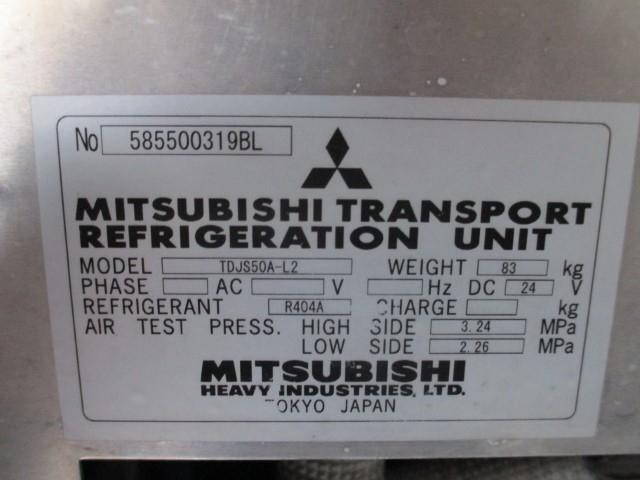 No 585500319BL
MITSUBISHI TRANSPORT
REFRIGERATION UNIT
MODEL TDJS50A-L2 WEIGHT 83 kg
PHASE AC V Hz DC 24 V
REFRIGERANT R404A CHARGE kg
AIR TEST PRESS. HIGH SIDE 3.24 MPa
LOW SIDE 2.26 MPa
MITSUBISHI
HEAVY INDUSTRIES, LTD.
TOKYO JAPAN